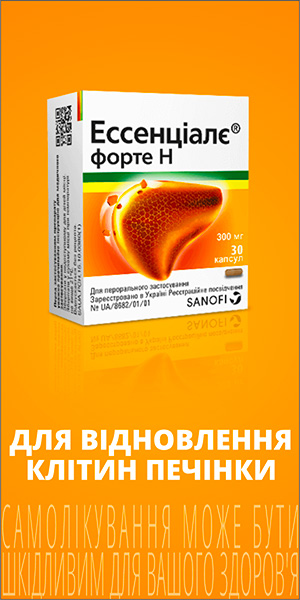 Ессенціалє®
форте Н
300 мг
30
капсул
Для перорального застосування
Зареєстровано в Україні Реєстраційне посвідчення
№ UA/8682/01/01
SANOFI
ДЛЯ ВІДНОВЛЕННЯ
КЛІТИН ПЕЧІНКИ
САМОЛІКУВАННЯ МОЖЕ БУТИ
ШКІДЛИВИМ ДЛЯ ВАШОГО ЗДОРОВ'Я